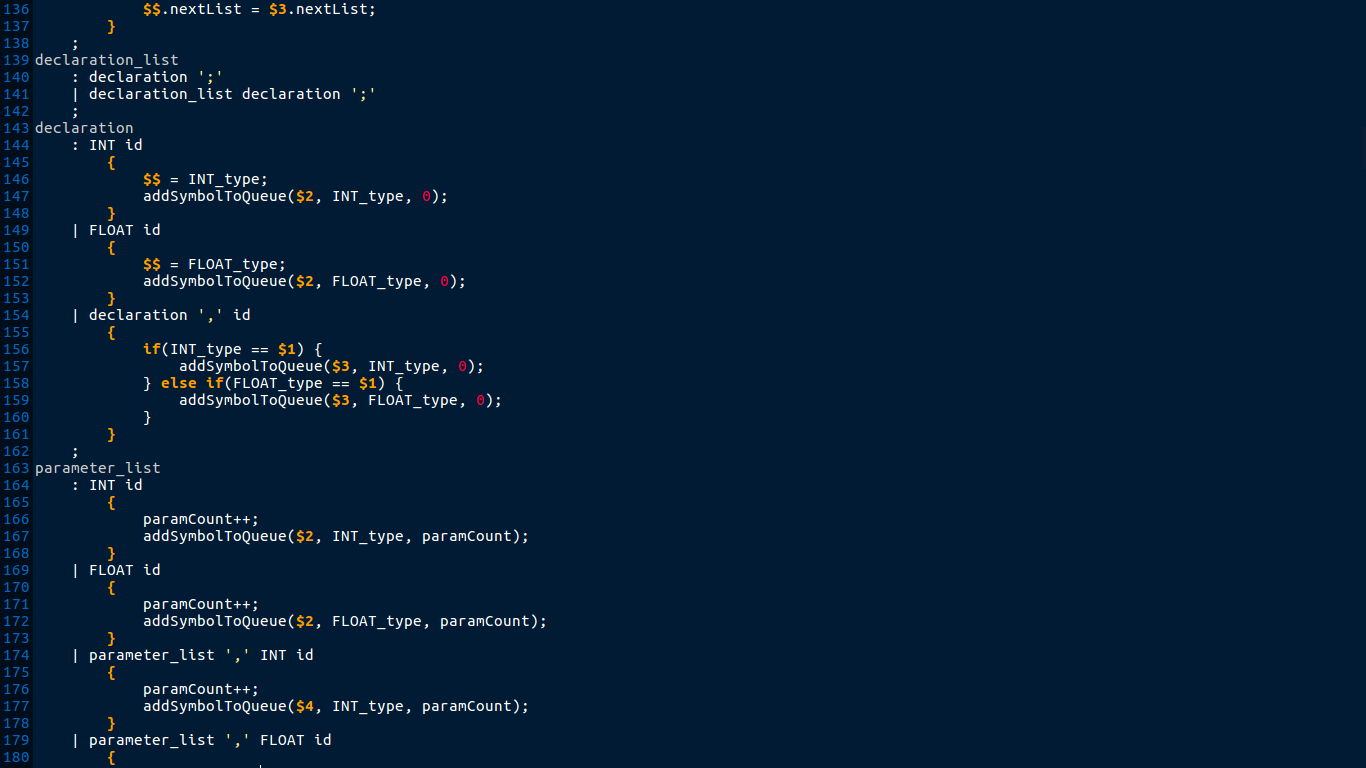 136             $$.nextList = $3.nextList;
137         }
138     ;
139 declaration_list
140     : declaration ';'
141     | declaration_list declaration ';'
142     ;
143 declaration
144     : INT id
145         {
146             $$ = INT_type;
147             addSymbolToQueue($2, INT_type, 0);
148         }
149     | FLOAT id
150         {
151             $$ = FLOAT_type;
152             addSymbolToQueue($2, FLOAT_type, 0);
153         }
154     | declaration ',' id
155         {
156             if(INT_type == $1) {
157                 addSymbolToQueue($3, INT_type, 0);
158             } else if(FLOAT_type == $1) {
159                 addSymbolToQueue($3, FLOAT_type, 0);
160             }
161         }
162     ;
163 parameter_list
164     : INT id
165         {
166             paramCount++;
167             addSymbolToQueue($2, INT_type, paramCount);
168         }
169     | FLOAT id
170         {
171             paramCount++;
172             addSymbolToQueue($2, FLOAT_type, paramCount);
173         }
174     | parameter_list ',' INT id
175         {
176             paramCount++;
177             addSymbolToQueue($4, INT_type, paramCount);
178         }
179     | parameter_list ',' FLOAT id
180         {